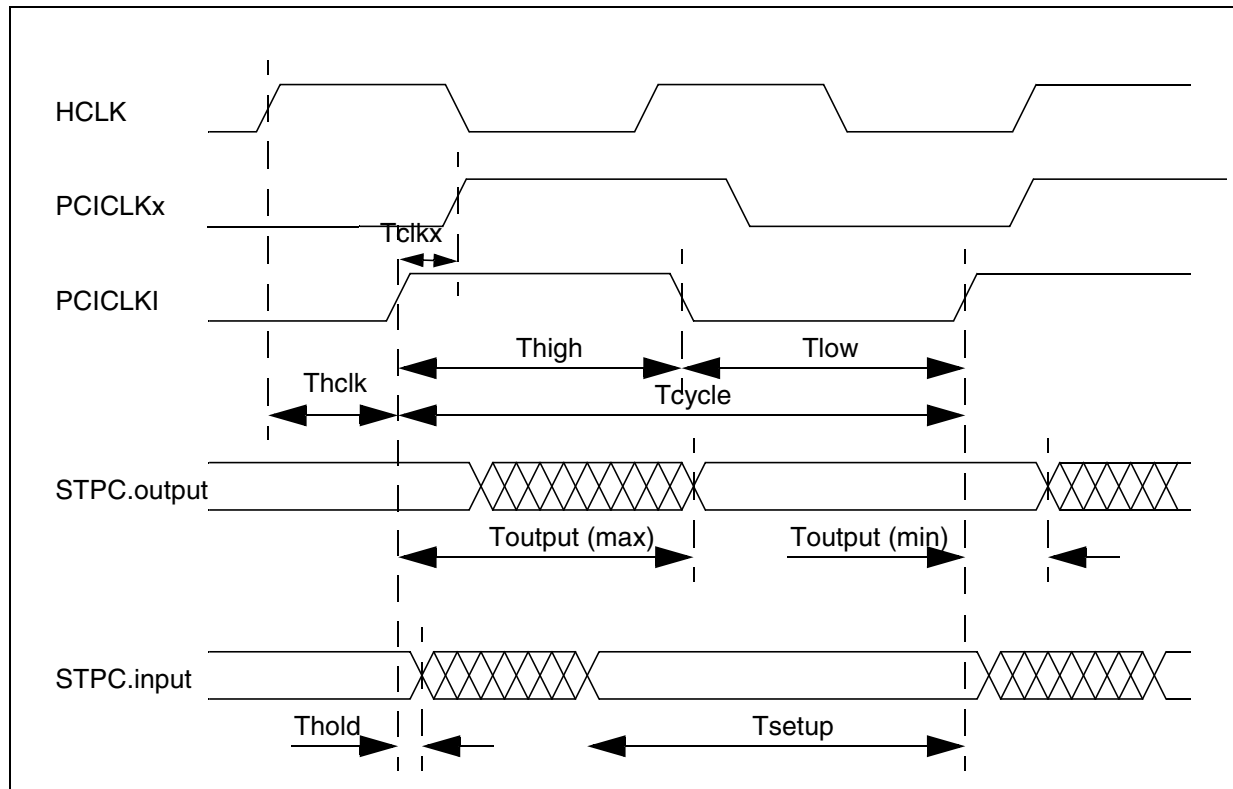 HCLK
PCICLKx
Tclkx
PCICLKI
Thigh
Tlow
Thclk
Tcycle
STPC.output
Toutput (max)
Toutput (min)
STPC.input
Thold
Tsetup